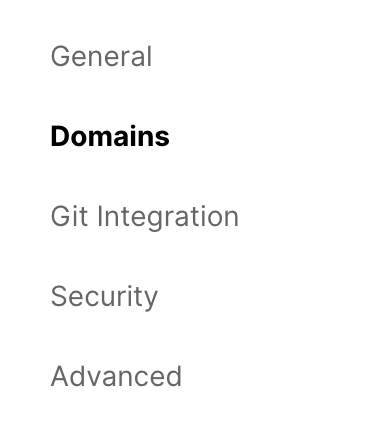 General
Domains
Git Integration
Security
Advanced